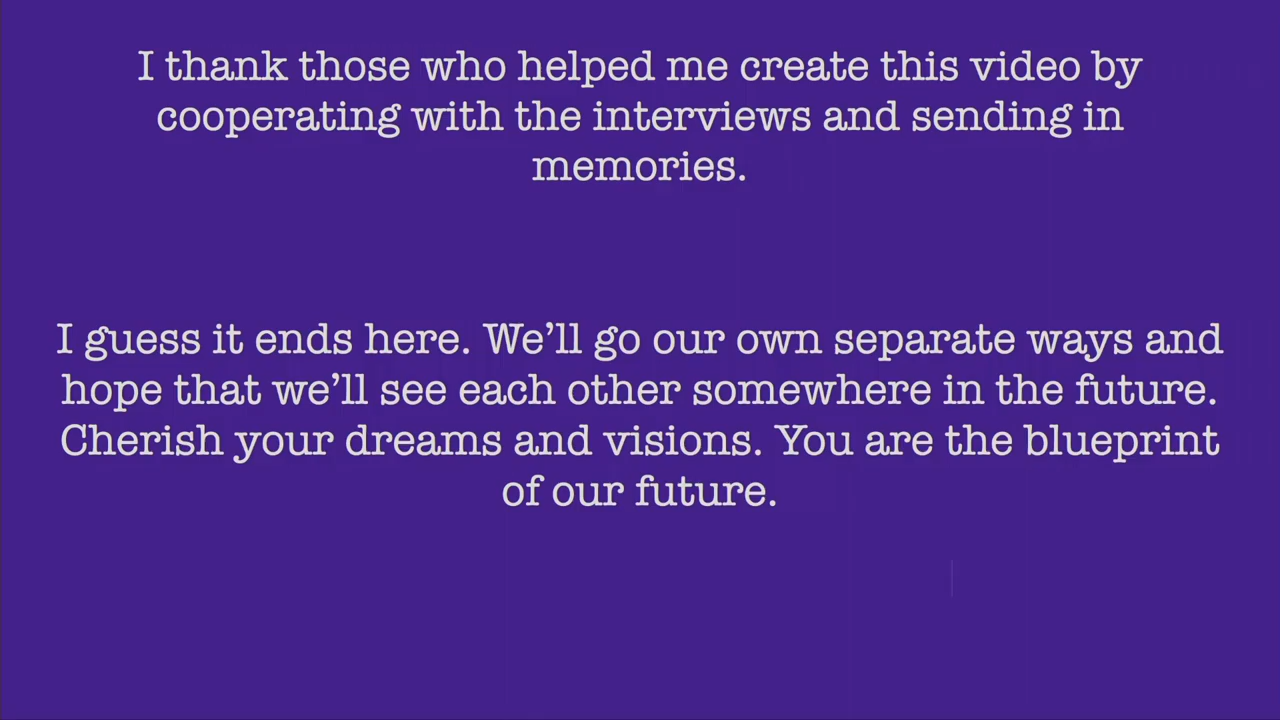 I thank those who helped me create this video by
cooperating with the interviews and sending in
memories.
I guess it ends here. We’ll go our own separate ways and
hope that we’ll see each other somewhere in the future.
Cherish your dreams and visions. You are the blueprint
of our future.